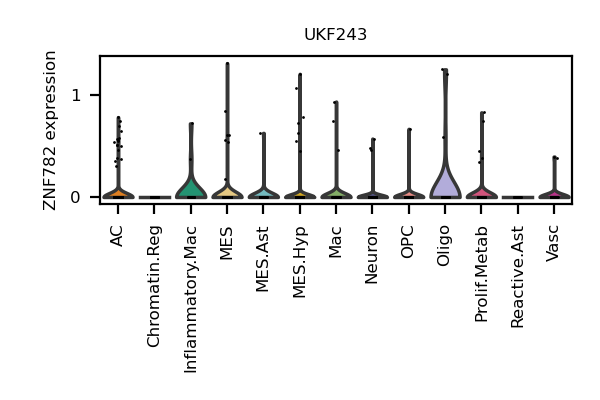 UKF243
ZNF782 expression
1
0
AC
Chromatin.Reg
Inflammatory.Mac
MES
MES.Ast
MES.Hyp
Mac
Neuron
OPC
Oligo
Prolif.Metab
Reactive.Ast
Vasc